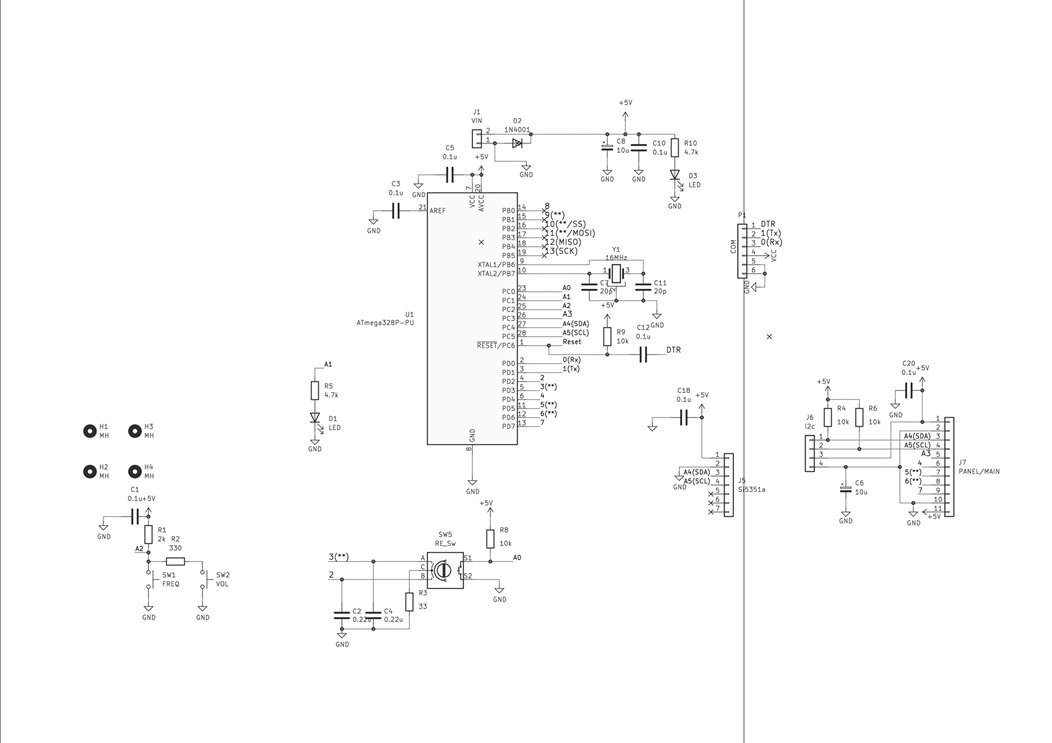 +5V
J1
VIN
2
1
D2
1N4001
C8
10u
C10
0.1u
R10
4.7k
GND
GND
GND
D3
LED
GND
C5
0.1u
+5V
GND
C3
0.1u
GND
7
20
VCC
AVCC
21
AREF
U1
ATmega328P-PU
PB0
14
8
PB1
15
9(**)
PB2
16
10(**/SS)
PB3
17
11(**/MOSI)
PB4
18
12(MISO)
PB5
19
13(SCK)
XTAL1/PB6
9
XTAL2/PB7
10
PC0
23
A0
PC1
24
A1
PC2
25
A2
PC3
26
A3
PC4
27
A4(SDA)
PC5
28
A5(SCL)
RESET/PC6
1
Reset
PD0
2
0(Rx)
PD1
3
1(Tx)
PD2
4
2
PD3
5
3(**)
PD4
6
4
PD5
11
5(**)
PD6
12
6(**)
PD7
13
7
GND
8
GND
Y1
16MHz
1
3
2
C7
20p
C11
20p
GND
+5V
R9
10k
C12
0.1u
DTR
P1
COM
1
DTR
2
1(Tx)
3
0(Rx)
4
VCC
5
6
GND
A1
R5
4.7k
D1
LED
GND
H1
MH
H3
MH
H2
MH
H4
MH
C1
0.1u
+5V
GND
R1
2k
A2
R2
330
SW1
FREQ
SW2
VOL
GND
GND
+5V
R8
10k
SW5
RE_Sw
3(**)
A
C
B
2
S1
S2
A0
GND
R3
33
C2
0.22u
C4
0.22u
GND
C18
0.1u
+5V
GND
1
2
3
A4(SDA)
4
A5(SCL)
5
6
7
J5
Si5351a
+5V
R4
10k
R6
10k
J6
I2c
1
2
3
4
C20
0.1u
+5V
GND
C6
10u
GND
1
2
3
A4(SDA)
4
A5(SCL)
5
A3
6
4
7
5(**)
8
6(**)
9
7
10
11
+5V
GND
J7
PANEL/MAIN